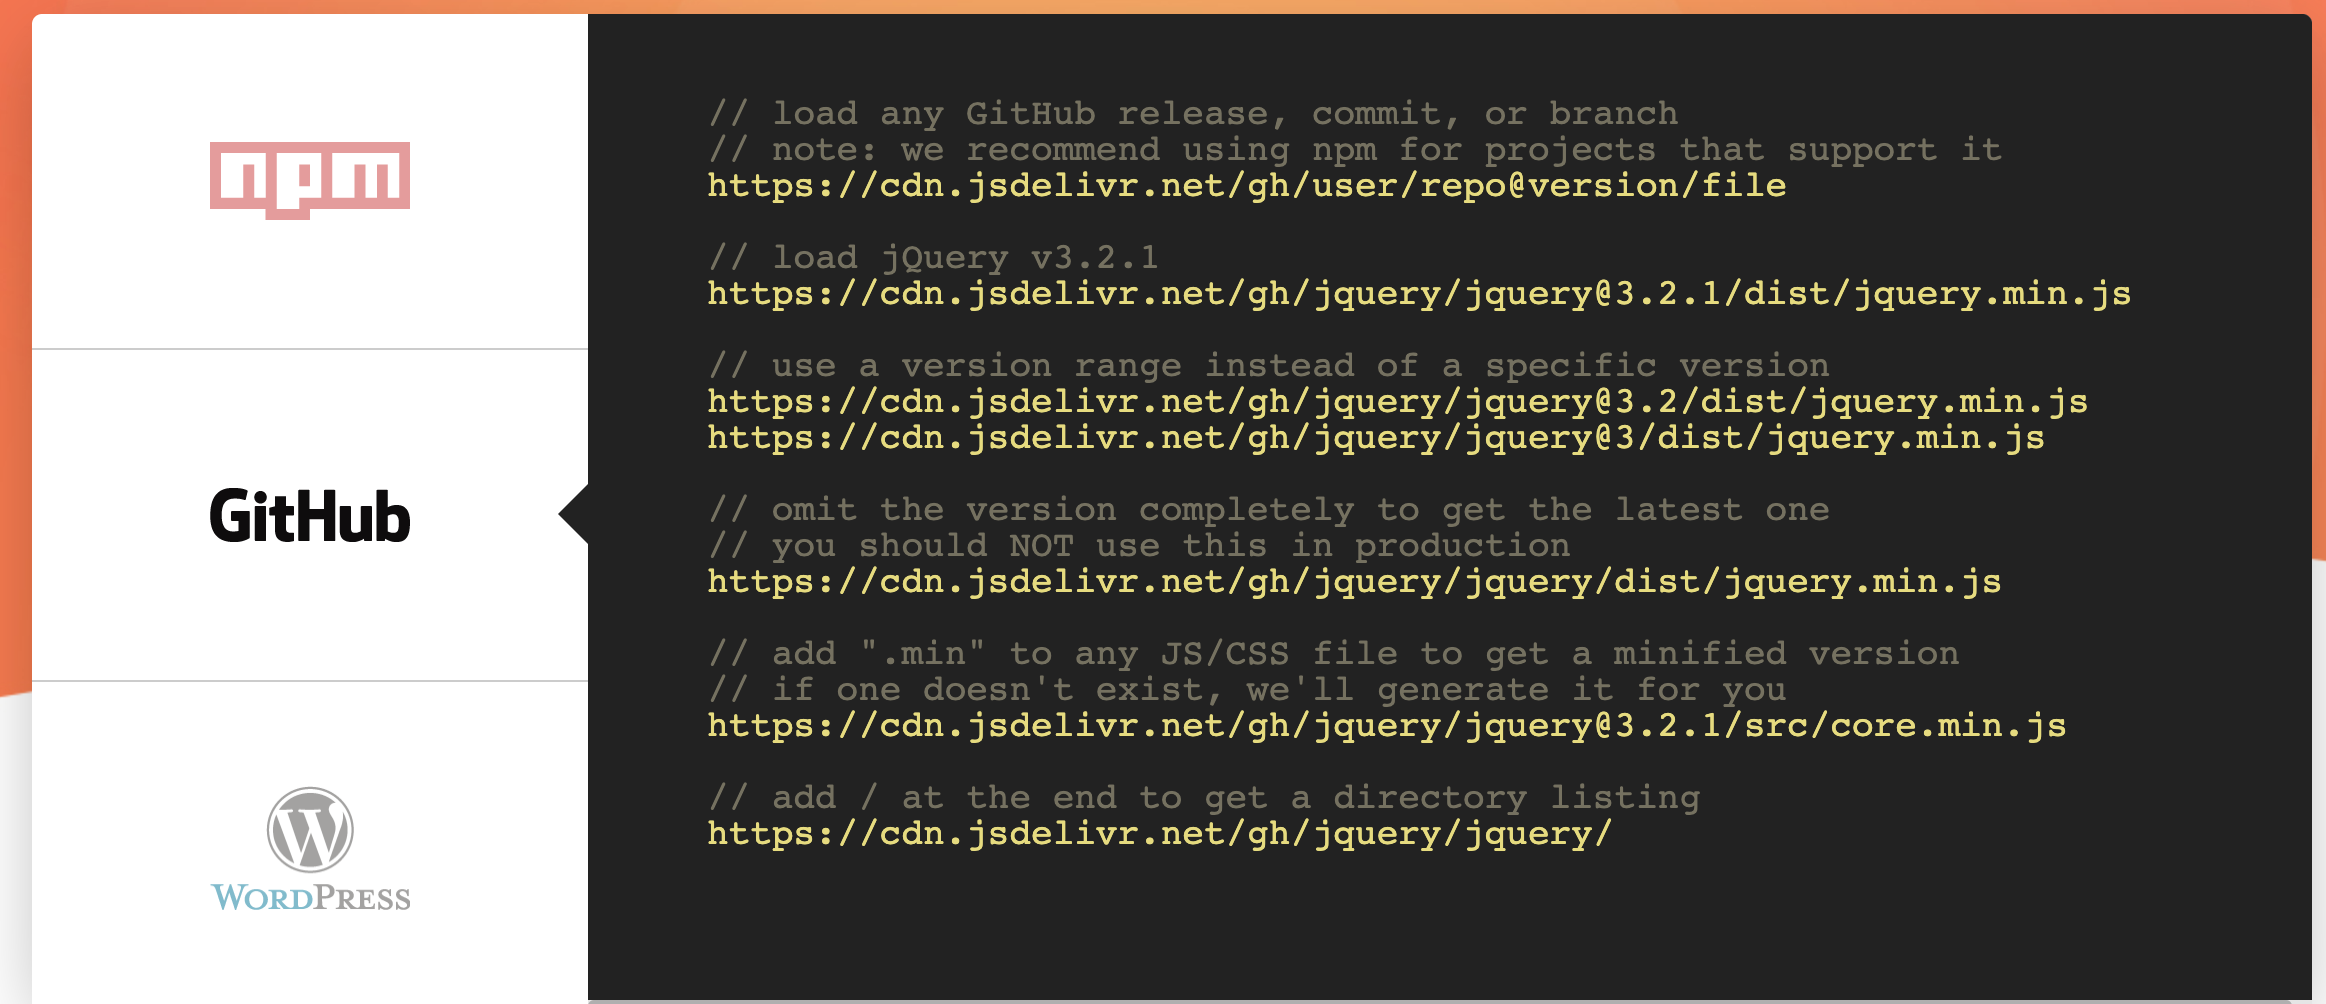 npm
GitHub
WORDPRESS
// load any GitHub release, commit, or branch
// note: we recommend using npm for projects that support it
https://cdn.jsdelivr.net/gh/user/repo@version/file
// load jQuery v3.2.1
https://cdn.jsdelivr.net/gh/jquery/jquery@3.2.1/dist/jquery.min.js
// use a version range instead of a specific version
https://cdn.jsdelivr.net/gh/jquery/jquery@3.2/dist/jquery.min.js
https://cdn.jsdelivr.net/gh/jquery/jquery@3/dist/jquery.min.js
// omit the version completely to get the latest one
// you should NOT use this in production
https://cdn.jsdelivr.net/gh/jquery/jquery/dist/jquery.min.js
// add ".min" to any JS/CSS file to get a minified version
// if one doesn't exist, we'll generate it for you
https://cdn.jsdelivr.net/gh/jquery/jquery@3.2.1/src/core.min.js
// add / at the end to get a directory listing
https://cdn.jsdelivr.net/gh/jquery/jquery/